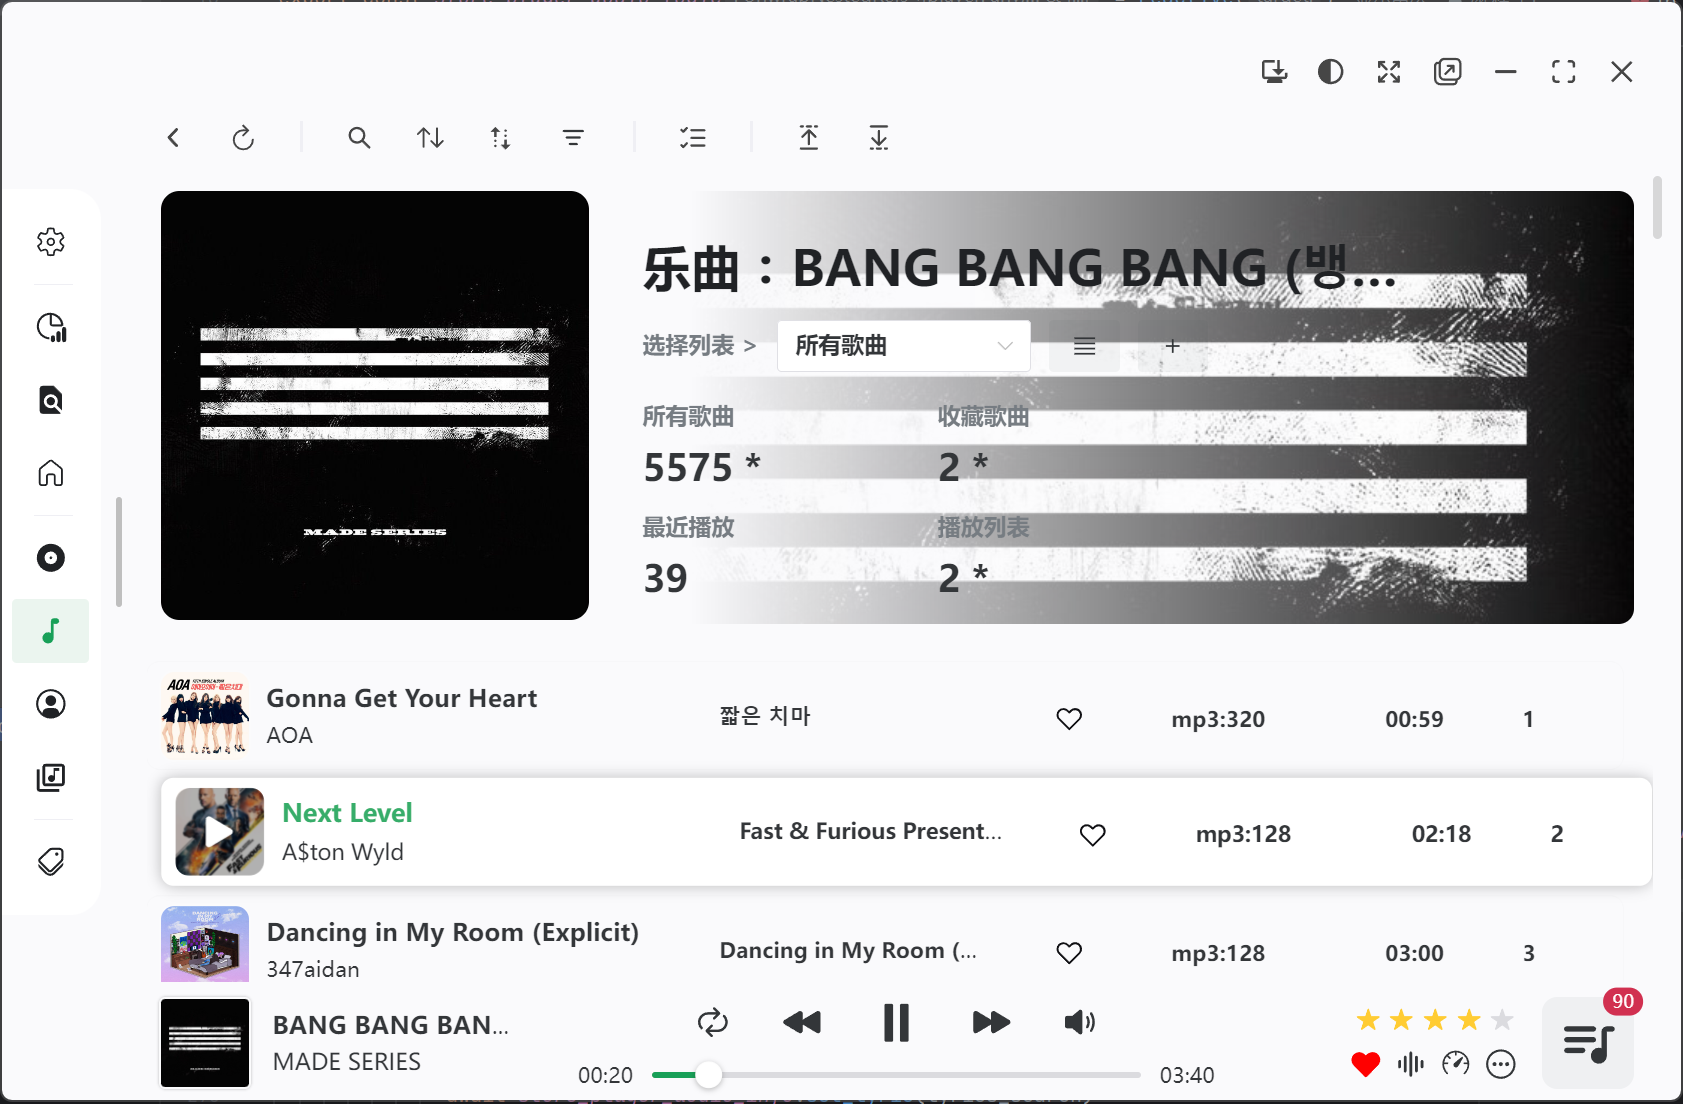 乐曲：BANG BANG BANG (뱅...
选择列表 >
所有歌曲
所有歌曲
收藏歌曲
5575 *
2 *
最近播放
播放列表
39
2 *
MADE SERIES
Gonna Get Your Heart
AOA
짧은 치마
mp3:320
00:59
1
Next Level
A$ton Wyld
Fast & Furious Present...
mp3:128
02:18
2
Dancing in My Room (Explicit)
347aidan
Dancing in My Room (...
mp3:128
03:00
3
BANG BANG BAN...
MADE SERIES
00:20
03:40
90